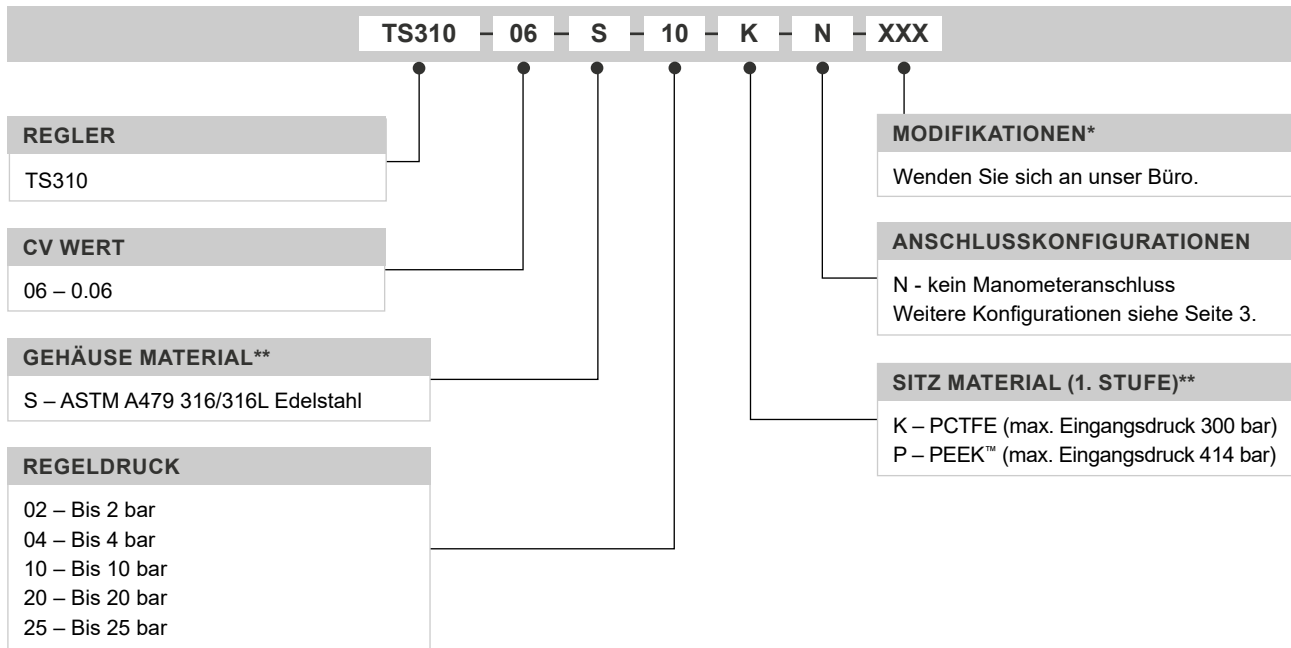 TS310 06 S 10 K N XXX
REGLER
TS310
CV WERT
06 – 0.06
GEHÄUSE MATERIAL**
S – ASTM A479 316/316L Edelstahl
REGELDRUCK
02 – Bis 2 bar
04 – Bis 4 bar
10 – Bis 10 bar
20 – Bis 20 bar
25 – Bis 25 bar
MODIFIKATIONEN*
Wenden Sie sich an unser Büro.
ANSCHLUSSKONFIGURATIONEN
N - kein Manometeranschluss
Weitere Konfigurationen siehe Seite 3.
SITZ MATERIAL (1. STUFE)**
K – PCTFE (max. Eingangsdruck 300 bar)
P – PEEK™ (max. Eingangsdruck 414 bar)